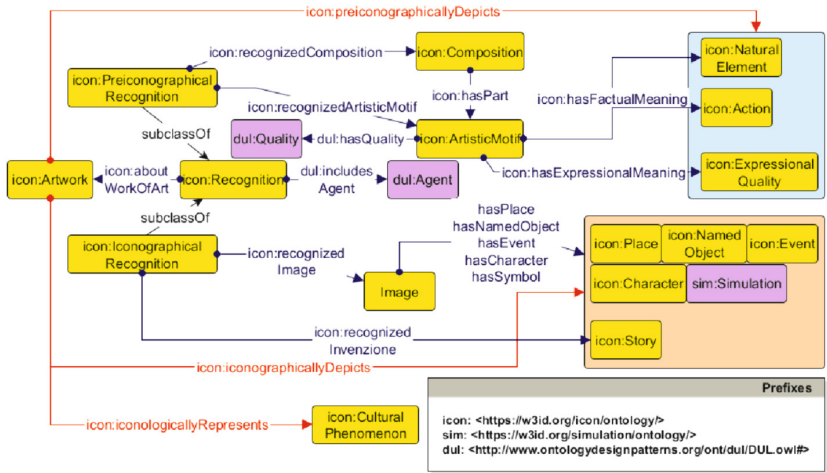 icon:preiconographicallyDepicts
icon:recognizedComposition
icon:Composition
icon:Natural
Element
icon:Preiconographical
Recognition
icon:hasPart
icon:hasFactualMeaning
icon:recognizedArtisticMotif
icon:Action
subclassOf
dul:Quality
dul:hasQuality
icon:ArtisticMotif
icon:Expressional
Quality
icon:Artwork
icon:about
WorkOfArt
icon:Recognition
dul:includes
Agent
dul:Agent
icon:hasExpressionalMeaning
subclassOf
hasPlace
hasNamedObject
hasEvent
hasCharacter
hasSymbol
icon:Place
icon:Named
Object
icon:Event
icon:Iconographical
Recognition
icon:recognized
Image
Image
icon:Character
sim:Simulation
icon:recognized
Invenzione
icon:Story
icon:iconographicallyDepicts
Prefixes
icon:iconologicallyRepresents
icon:Cultural
Phenomenon
icon: <https://w3id.org/icon/ontology/>
sim: <https://w3id.org/simulation/ontology/>
dul: <http://www.ontologydesignpatterns.org/ont/dul/DUL.owl#>